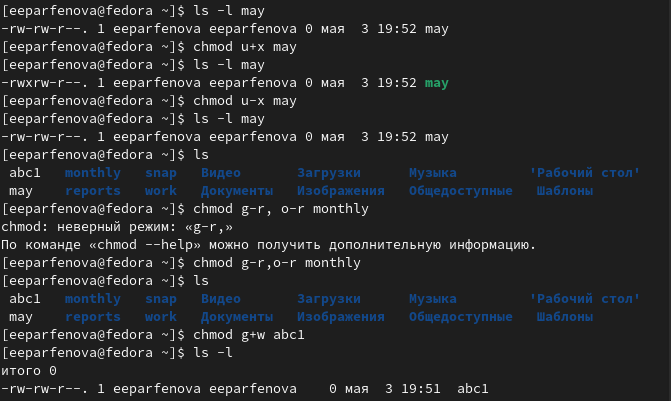 [eeparfenova@fedora ~]$ ls -l may
-rw-rw-r--. 1 eeparfenova eeparfenova 0 мая  3 19:52 may
[eeparfenova@fedora ~]$ chmod u+x may
[eeparfenova@fedora ~]$ ls -l may
-rwxrw-r--. 1 eeparfenova eeparfenova 0 мая  3 19:52 may
[eeparfenova@fedora ~]$ chmod u-x may
[eeparfenova@fedora ~]$ ls -l may
-rw-rw-r--. 1 eeparfenova eeparfenova 0 мая  3 19:52 may
[eeparfenova@fedora ~]$ ls
 abc1   monthly   snap   Видео       Загрузки      Музыка         'Рабочий стол'
 may    reports   work   Документы   Изображения   Общедоступные   Шаблоны
[eeparfenova@fedora ~]$ chmod g-r, o-r monthly
chmod: неверный режим: «g-r,»
По команде «chmod --help» можно получить дополнительную информацию.
[eeparfenova@fedora ~]$ chmod g-r,o-r monthly
[eeparfenova@fedora ~]$ ls
 abc1   monthly   snap   Видео       Загрузки      Музыка         'Рабочий стол'
 may    reports   work   Документы   Изображения   Общедоступные   Шаблоны
[eeparfenova@fedora ~]$ chmod g+w abc1
[eeparfenova@fedora ~]$ ls -l
итого 0
-rw-rw-r--. 1 eeparfenova eeparfenova    0 мая  3 19:51  abc1